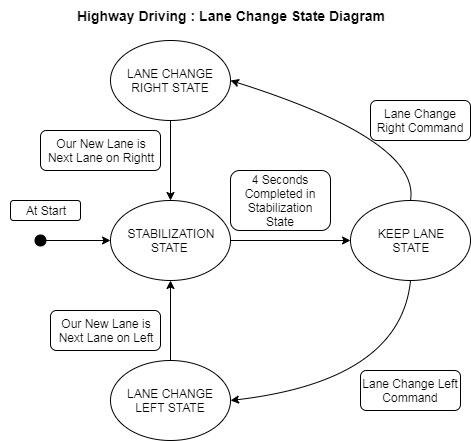 Highway Driving : Lane Change State Diagram
LANE CHANGE
RIGHT STATE
Lane Change
Right Command
Our New Lane is
Next Lane on Rightt
4 Seconds
Completed in
Stabilization
State
At Start
STABILIZATION
STATE
KEEP LANE
STATE
Our New Lane is
Next Lane on Left
Lane Change Left
Command
LANE CHANGE
LEFT STATE